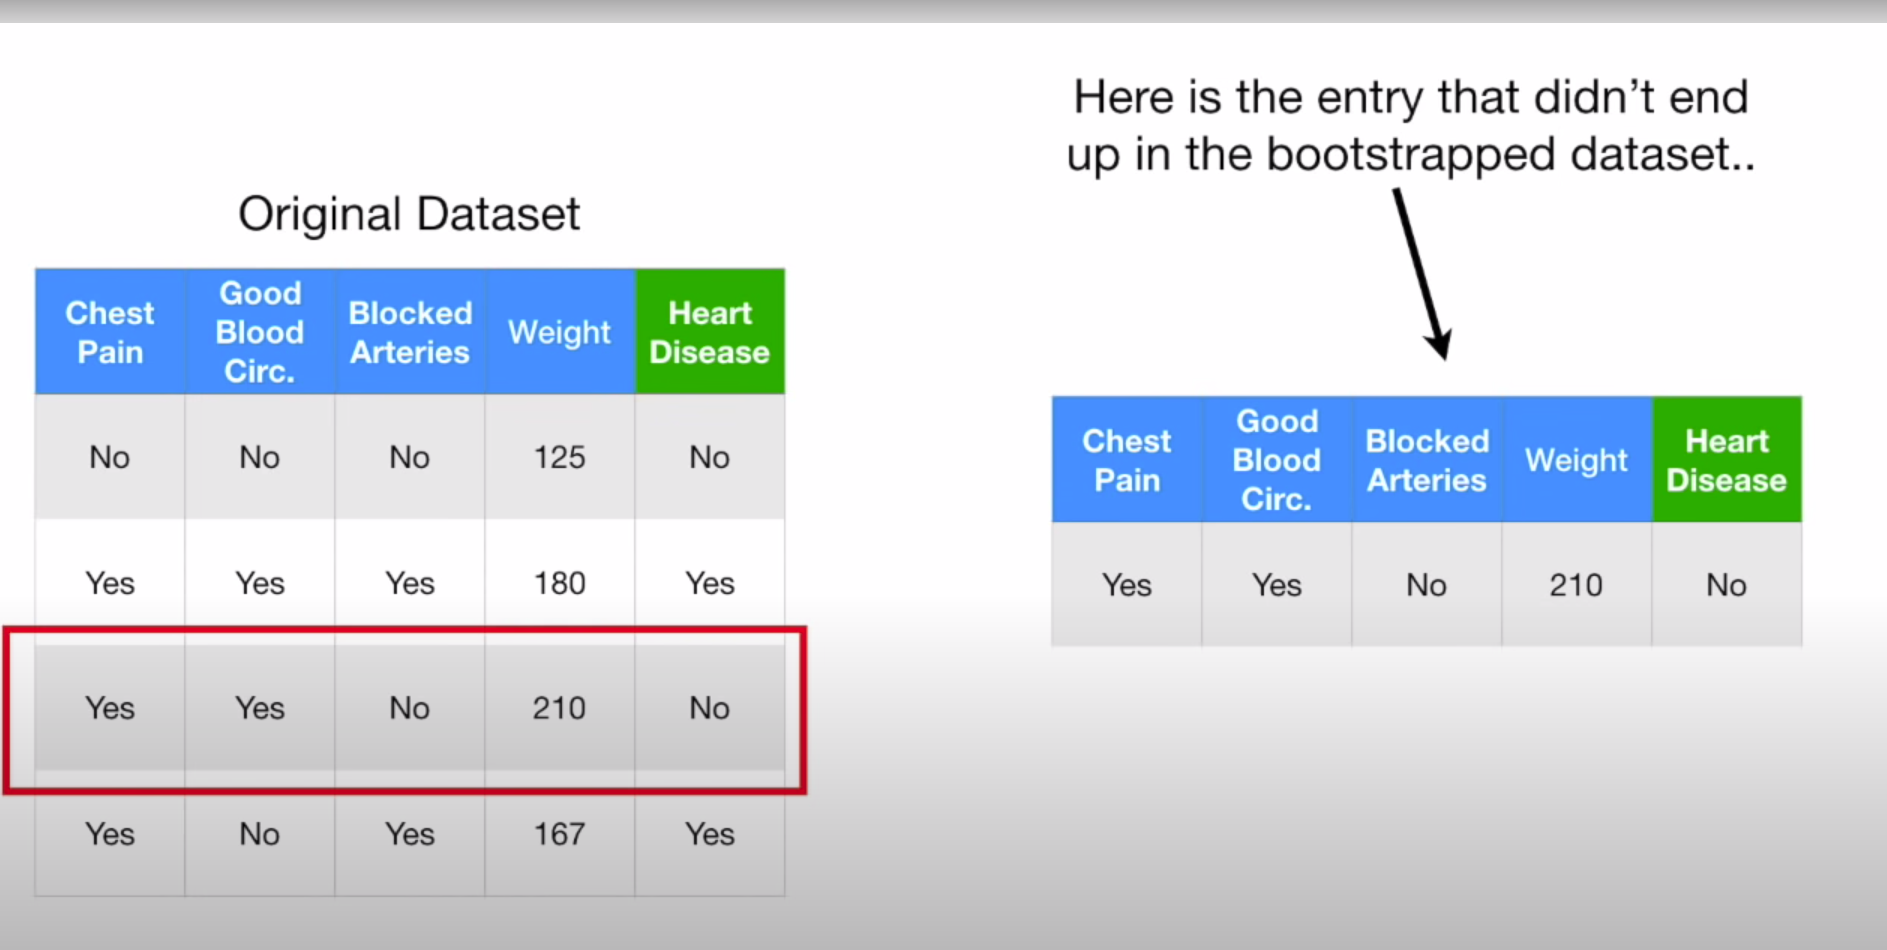 Here is the entry that didn't end
up in the bootstrapped dataset..
Original Dataset
Chest Pain Good Blood Circ. Blocked Arteries Weight Heart Disease
No No No 125 No
Yes Yes Yes 180 Yes
Yes Yes No 210 No
Yes No Yes 167 Yes
Chest Pain Good Blood Circ. Blocked Arteries Weight Heart Disease
Yes Yes No 210 No